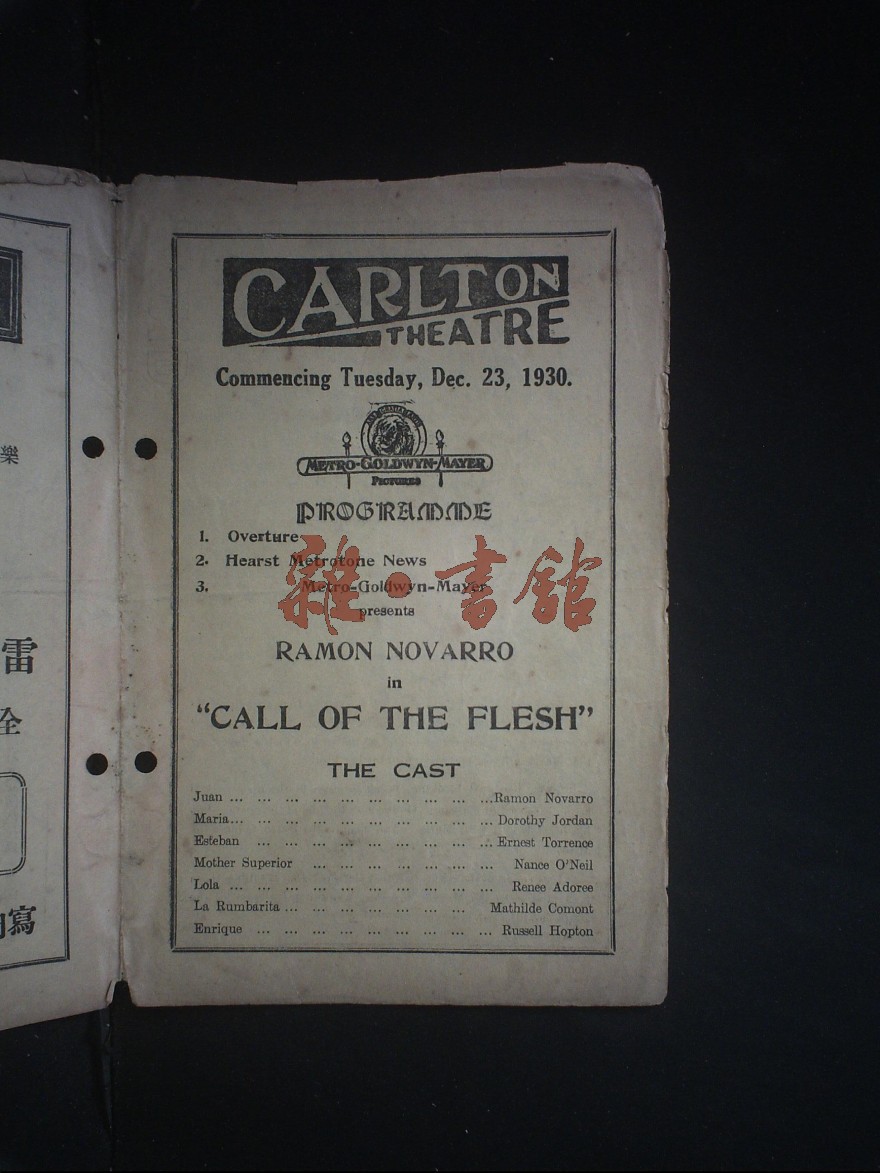 樂
雷
全
寫
CARLTON
THEATRE
Commencing Tuesday, Dec. 23, 1930.
METRO-GOLDWYN-MAYER
PICTURES
PROGRAMME
1. Overture
2. Hearst Metrotone News
3. Metro-Goldwyn-Mayer
presents
雜·書館
RAMON NOVARRO
in
"CALL OF THE FLESH"
THE CAST
Juan ... ... ... ... ... ... ... ... ... ...Ramon Novarro
Maria... ... ... ... ... ... ... ... ... ... Dorothy Jordan
Esteban ... ... ... ... ... ... ... ... ... Ernest Torrence
Mother Superior ... ... ... ... ... ... ... Nance O'Neil
Lola ... ... ... ... ... ... ... ... ... ... Renee Adoree
La Rumbarita ... ... ... ... ... ... ... Mathilde Comont
Enrique ... ... ... ... ... ... ... ... ... Russell Hopton